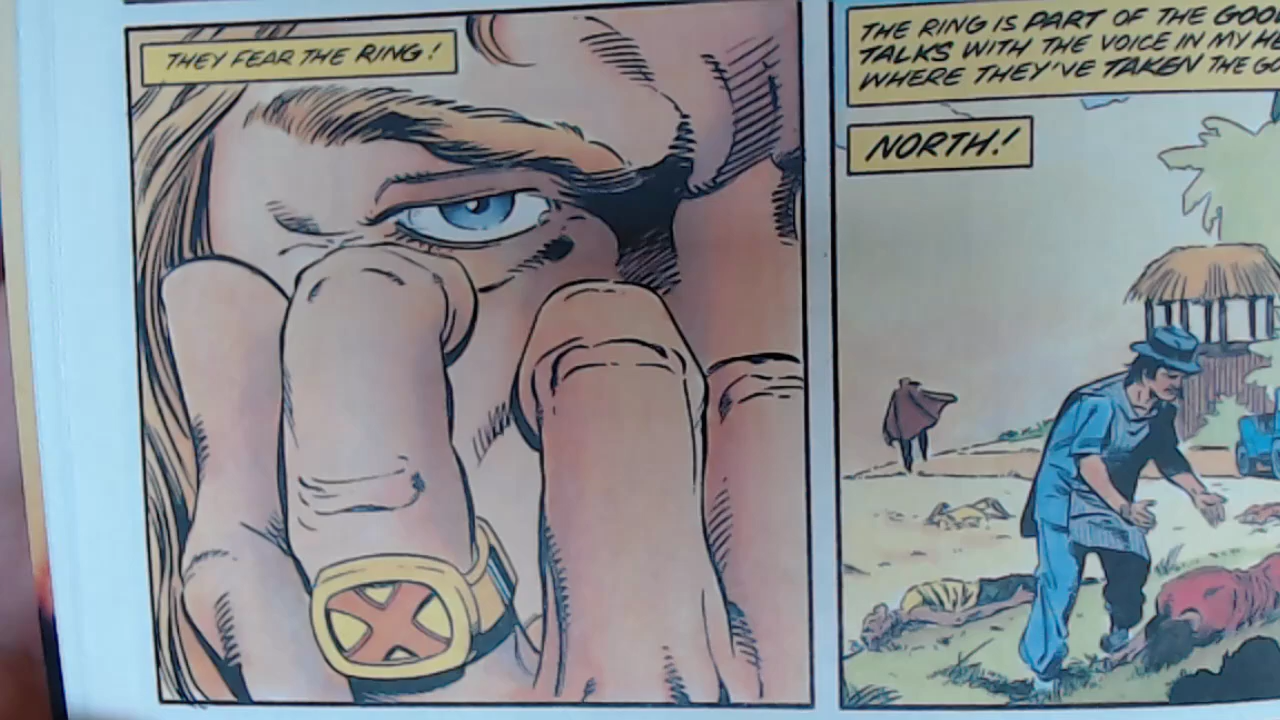 THEY FEAR THE RING!
THE RING IS PART OF THE
TALKS WITH THE VOICE IN MY
WHERE THEY'VE TAKEN THE
NORTH!